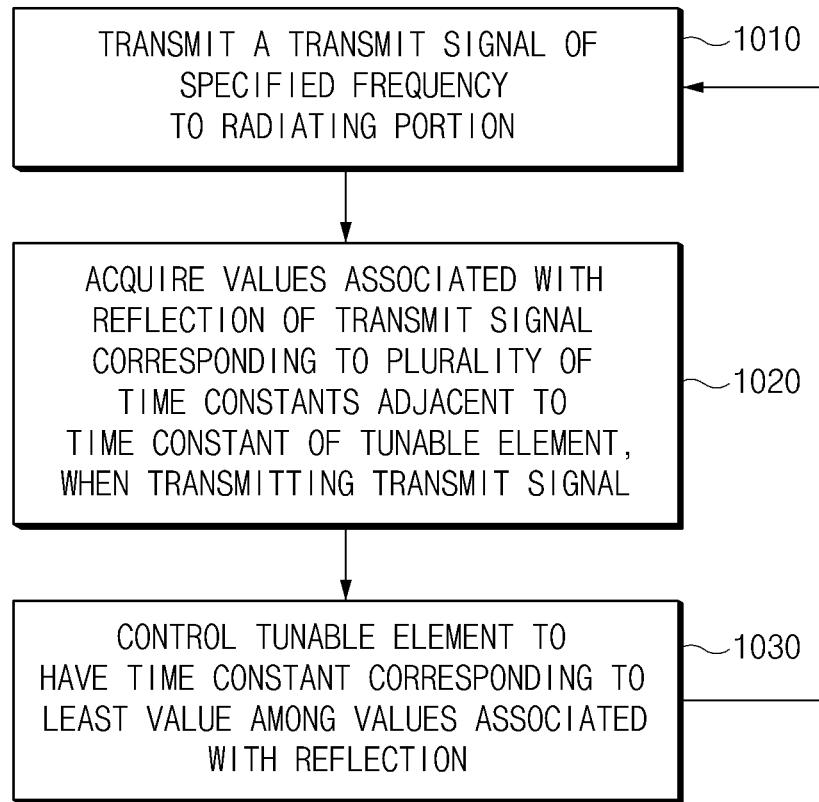 TRANSMIT A TRANSMIT SIGNAL OF
SPECIFIED FREQUENCY
TO RADIATING PORTION
1010
ACQUIRE VALUES ASSOCIATED WITH
REFLECTION OF TRANSMIT SIGNAL
CORRESPONDING TO PLURALITY OF
TIME CONSTANTS ADJACENT TO
TIME CONSTANT OF TUNABLE ELEMENT,
WHEN TRANSMITTING TRANSMIT SIGNAL
1020
CONTROL TUNABLE ELEMENT TO
HAVE TIME CONSTANT CORRESPONDING TO
LEAST VALUE AMONG VALUES ASSOCIATED
WITH REFLECTION
1030